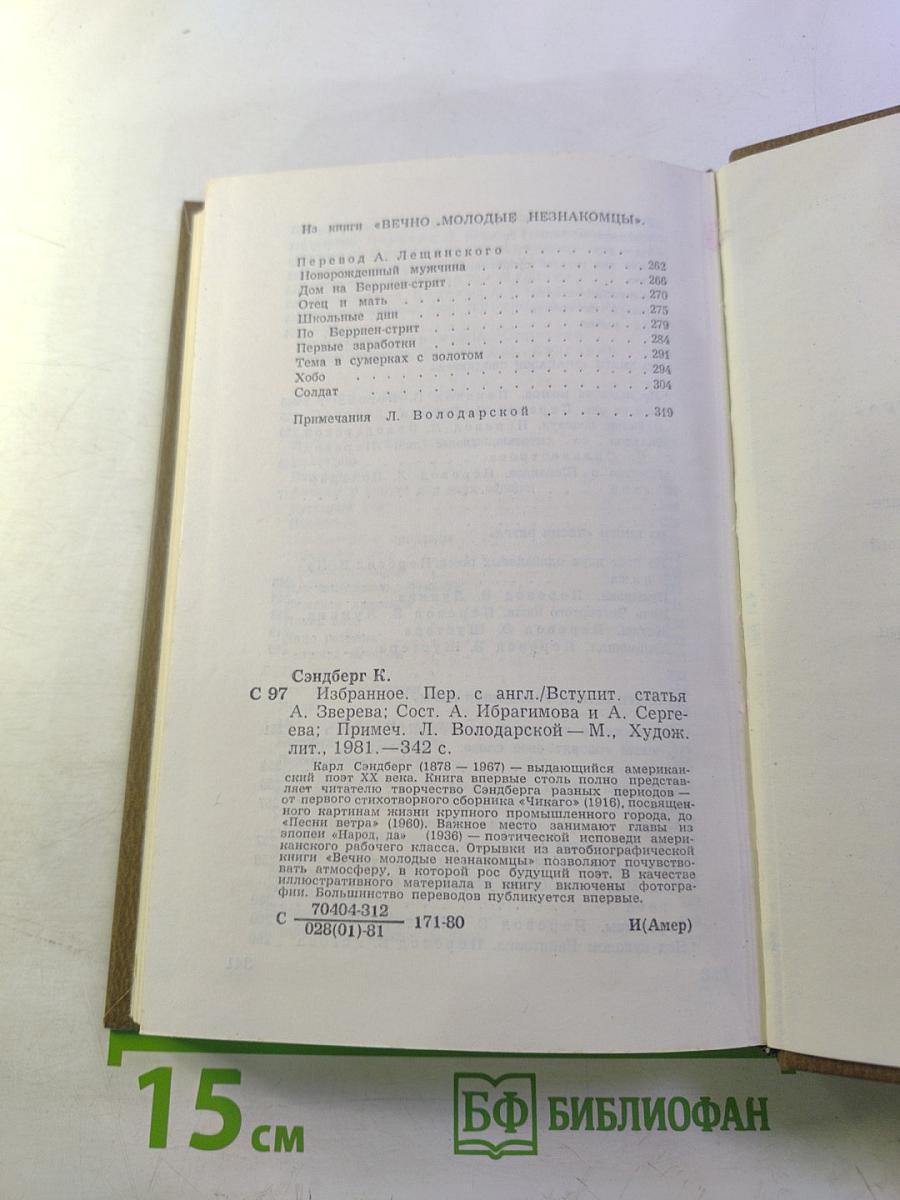 Из книги «ВЕЧНО МОЛОДЫЕ НЕЗНАКОМЦЫ».
Перевод А. Лещинского . . . . . . .
Новорожденный мужчина . . . . . . . . . . 262
Дом на Беррмен-стрит . . . . . . . . . . . 266
Отец и мать . . . . . . . . . . . . . . 270
Школьные дни . . . . . . . . . . . . . 275
По Беррмен-стрит . . . . . . . . . . . . 279
Первые заработки . . . . . . . . . . . . 284
Тема в сумерках с золотом . . . . . . . . . 291
Хобо . . . . . . . . . . . . . . . . 294
Солдат . . . . . . . . . . . . . . . 304
Примечания Л. Володарской . . . . . . 319
Сэндберг К.
С 97 Избранное. Пер. с англ./Вступит. статья
А. Зверева; Сост. А. Ибрагимова и А. Серге-
ева; Примеч. Л. Володарской — М., Худож.
лит., 1981.—342 с.
Карл Сэндберг (1878 — 1967) — выдающийся американ-
ский поэт XX века. Книга впервые столь полно представ-
ляет читателю творчество Сэндберга разных периодов —
от первого стихотворного сборника «Чикаго» (1916), посвящен-
ного картинам жизни крупного промышленного города, до
«Песни ветра» (1960). Важное место занимают главы из
эпопеи «Народ, да» (1936) — поэтической исповеди амери-
канского рабочего класса. Отрывки из автобиографической
книги «Вечно молодые незнакомцы» позволяют почувство-
вать атмосферу, в которой рос будущий поэт. В качестве
иллюстративного материала в книгу включены фотогра-
фии. Большинство переводов публикуется впервые.
С 70404-312 171-80 И(Амер)
028(01)-81
15 см
БФ БИБЛИОФАН